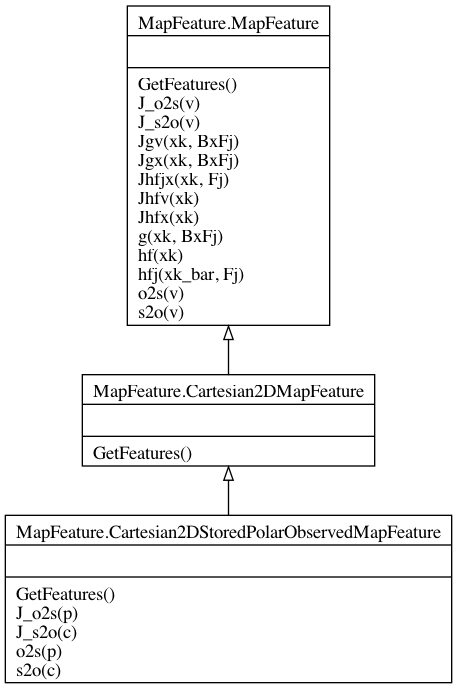 MapFeature.MapFeature
GetFeatures()
J_o2s(v)
J_s2o(v)
Jgv(xk, BxFj)
Jgx(xk, BxFj)
Jhfjx(xk, Fj)
Jhfv(xk)
Jhfx(xk)
g(xk, BxFj)
hf(xk)
hfj(xk_bar, Fj)
o2s(v)
s2o(v)
MapFeature.Cartesian2DMapFeature
GetFeatures()
MapFeature.Cartesian2DStoredPolarObservedMapFeature
GetFeatures()
J_o2s(p)
J_s2o(c)
o2s(p)
s2o(c)